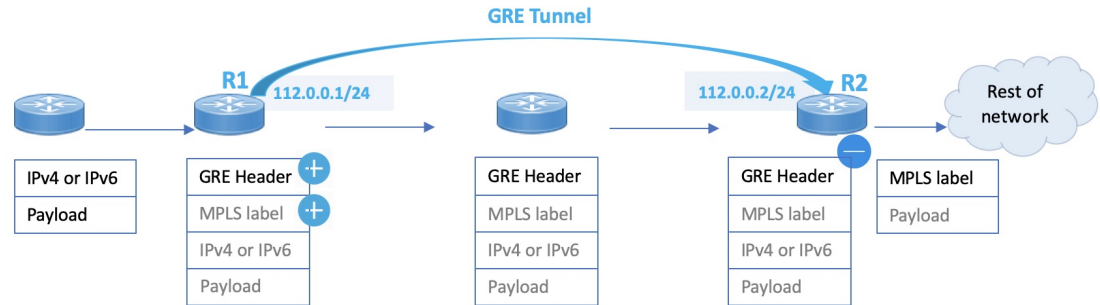 GRE Tunnel
R1
112.0.0.1/24
112.0.0.2/24
R2
Rest of
network
IPv4 or IPv6
Payload
GRE Header
MPLS label
IPv4 or IPv6
Payload
GRE Header
MPLS label
IPv4 or IPv6
Payload
GRE Header
MPLS label
IPv4 or IPv6
Payload
MPLS label
Payload